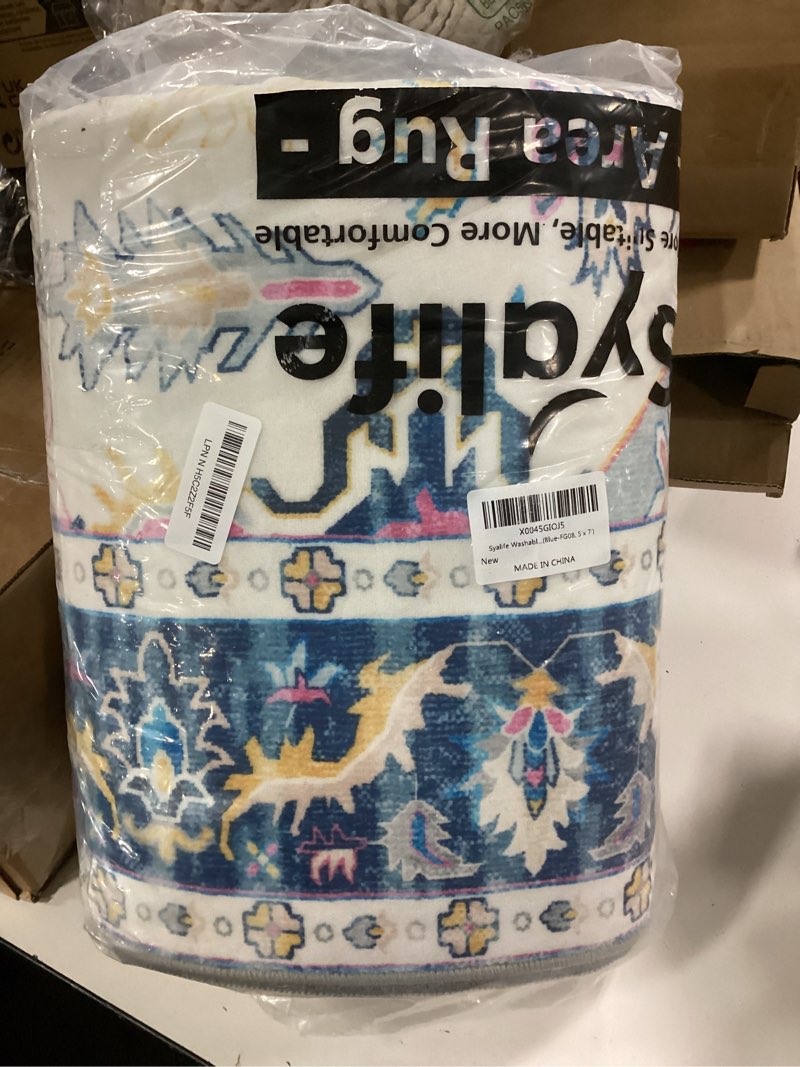 - Area Rug -
ore Suitable, More Comfortable
Syalife
LPN N H5C2ZF5F
X0045GIOJ5
Syalife Washabl...(Blue-FG08, 5 x 7')
New
MADE IN CHINA